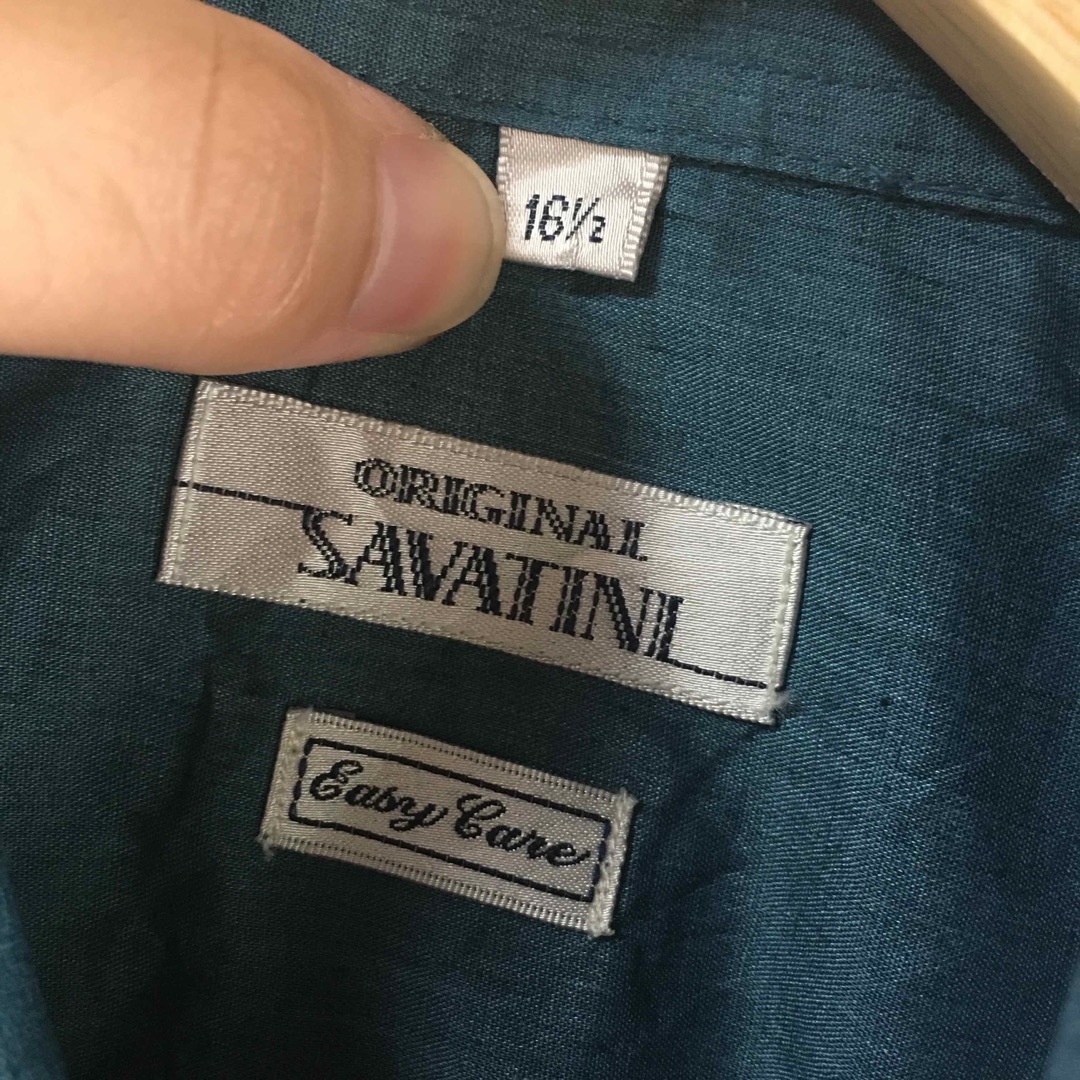 16½
ORIGINAL
SAVATINI
Easy Care